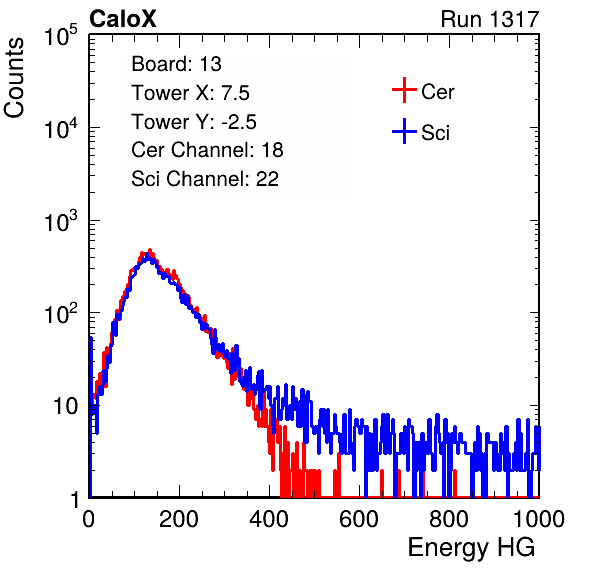 CaloX Run 1317
Counts
10^5
10^4
10^3
10^2
10
1
Board: 13
Tower X: 7.5
Tower Y: -2.5
Cer Channel: 18
Sci Channel: 22
Cer
Sci
0 200 400 600 800 1000
Energy HG